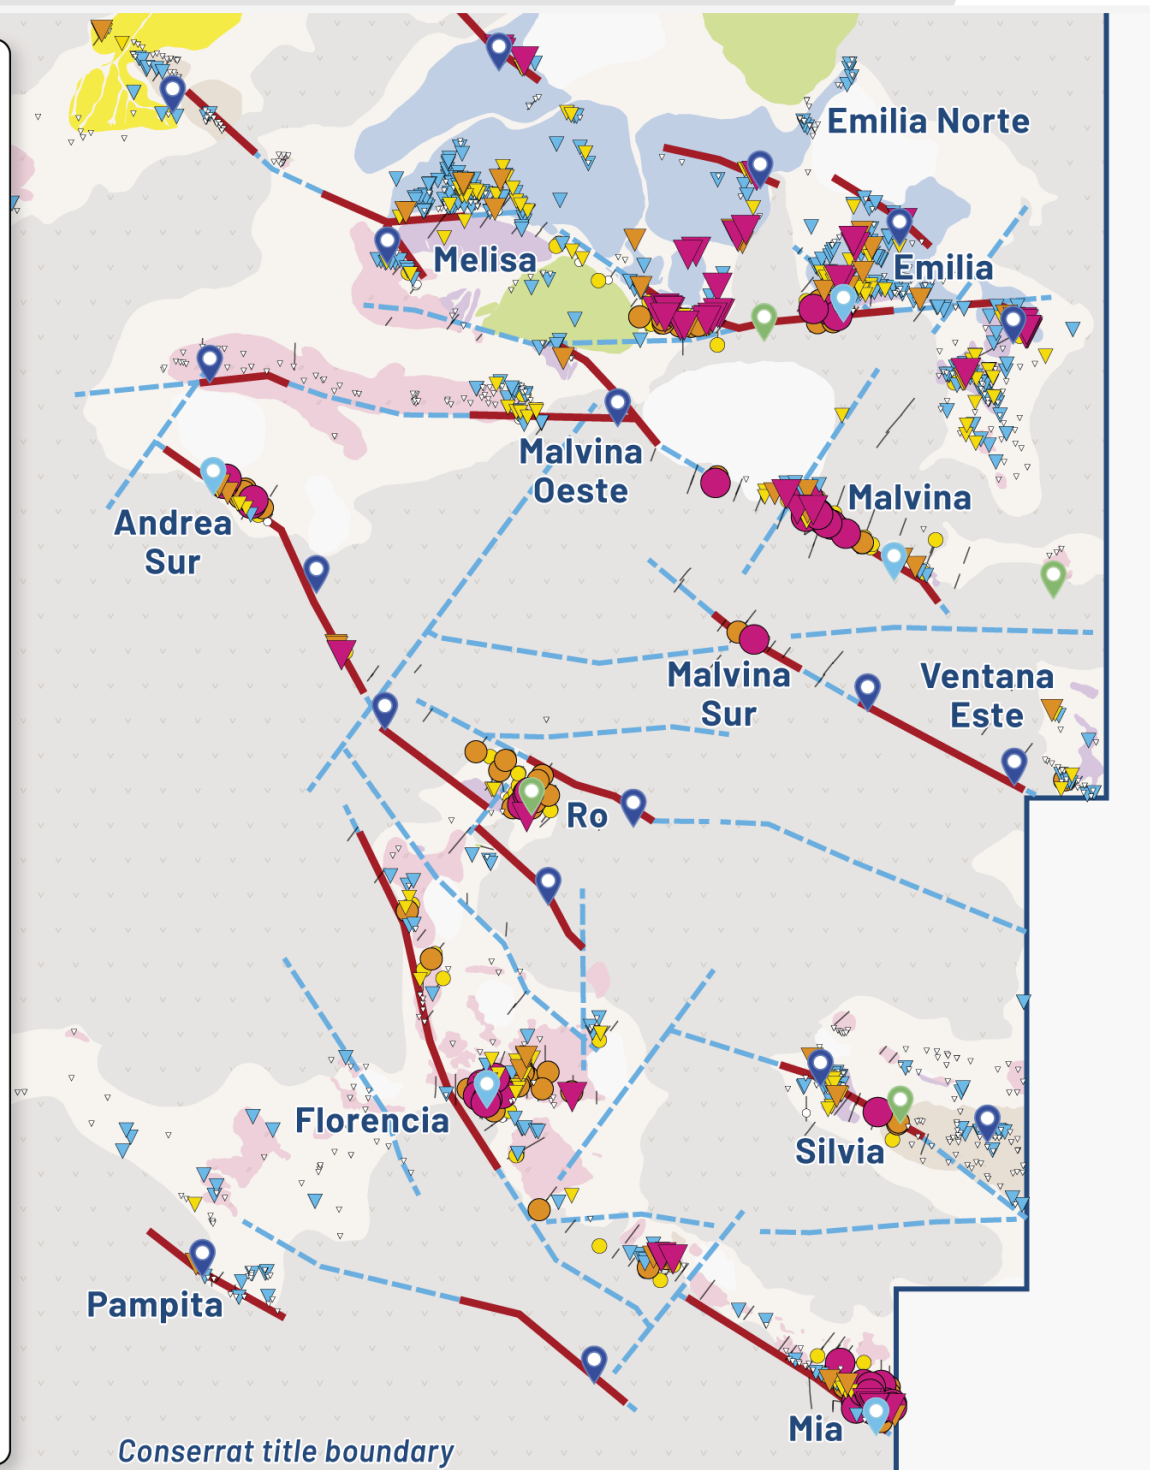 Emilia Norte
Melisa
Emilia
Malvina
Oeste
Malvina
Andrea
Sur
Malvina
Sur
Ventana
Este
Ro
Florencia
Silvia
Pampita
Mia
Conserrat title boundary